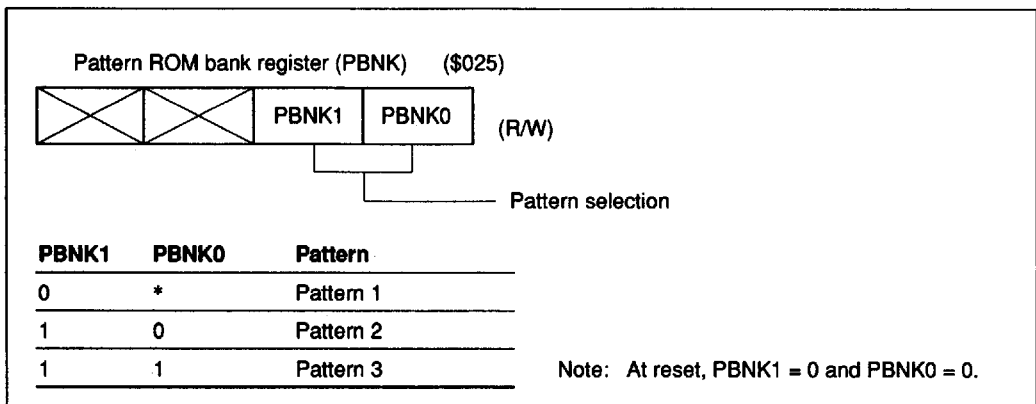 Pattern ROM bank register (PBNK) ($025)
PBNK1 PBNK0 (R/W)
Pattern selection
PBNK1 PBNK0 Pattern
0 * Pattern 1
1 0 Pattern 2
1 1 Pattern 3
Note: At reset, PBNK1 = 0 and PBNK0 = 0.